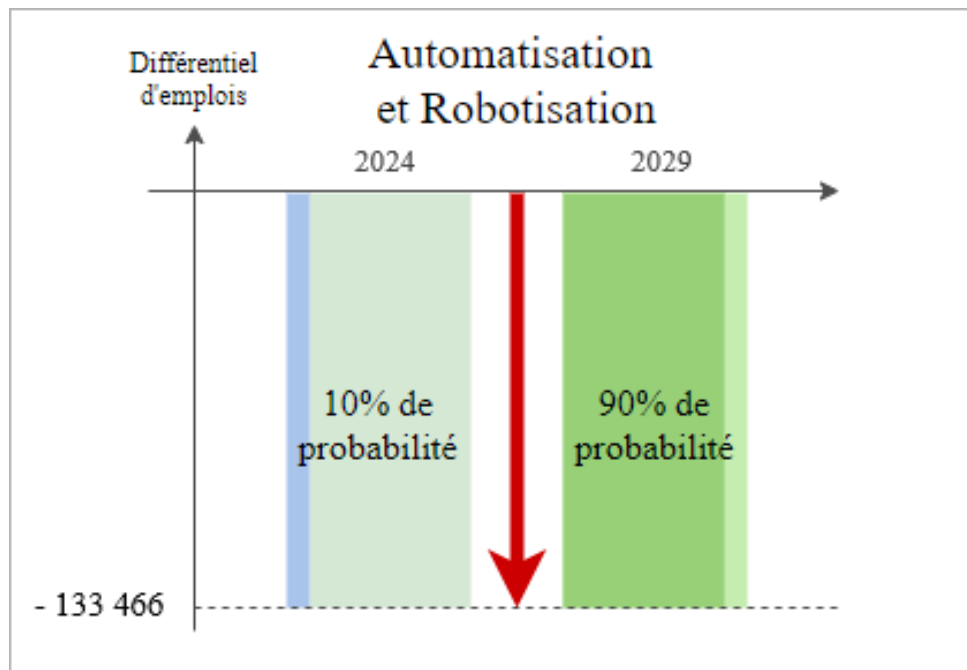 Automatisation
et Robotisation
Différentiel
d'emplois
2024
2029
10% de
probabilité
90% de
probabilité
- 133 466